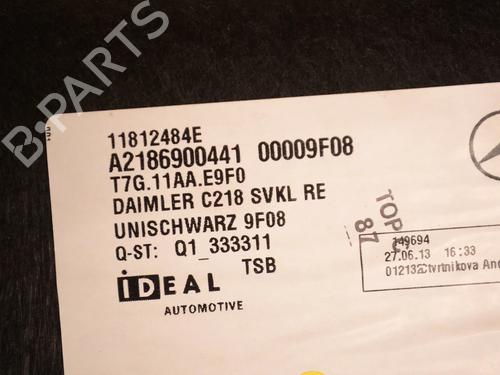 B-PARTS
11812484E
A2186900441 00009F08
T7G.11AA.E9F0
DAIMLER C218 SVKL RE
UNISCHWARZ 9F08
Q-ST: Q1_333311
TSB
IDEAL
AUTOMOTIVE
TOP
87
149694
27.06.13 16:33